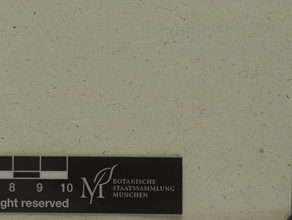 8 9 10
ght reserved
M
BOTANISCHE
STAATSSAMMLUNG
MÜNCHEN